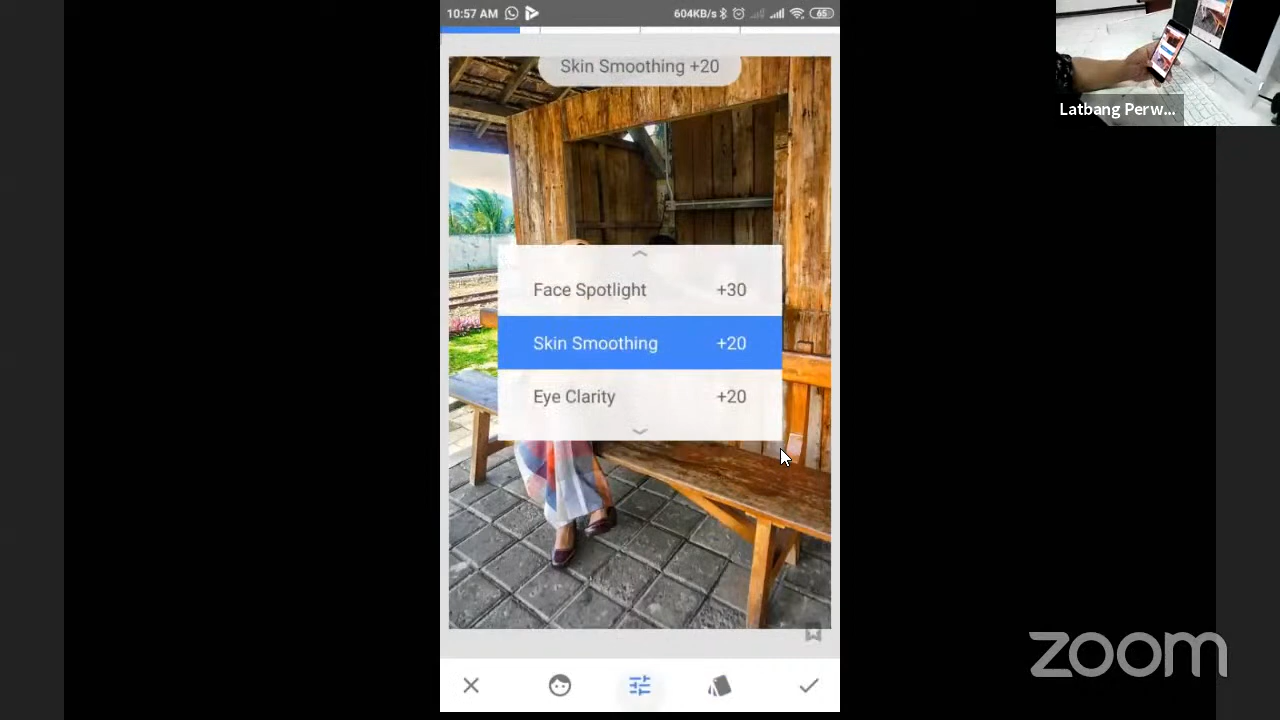 10:57 AM
604KB/s
65
Skin Smoothing +20
Face Spotlight +30
Skin Smoothing +20
Eye Clarity +20
Latbang Perw...
zoom